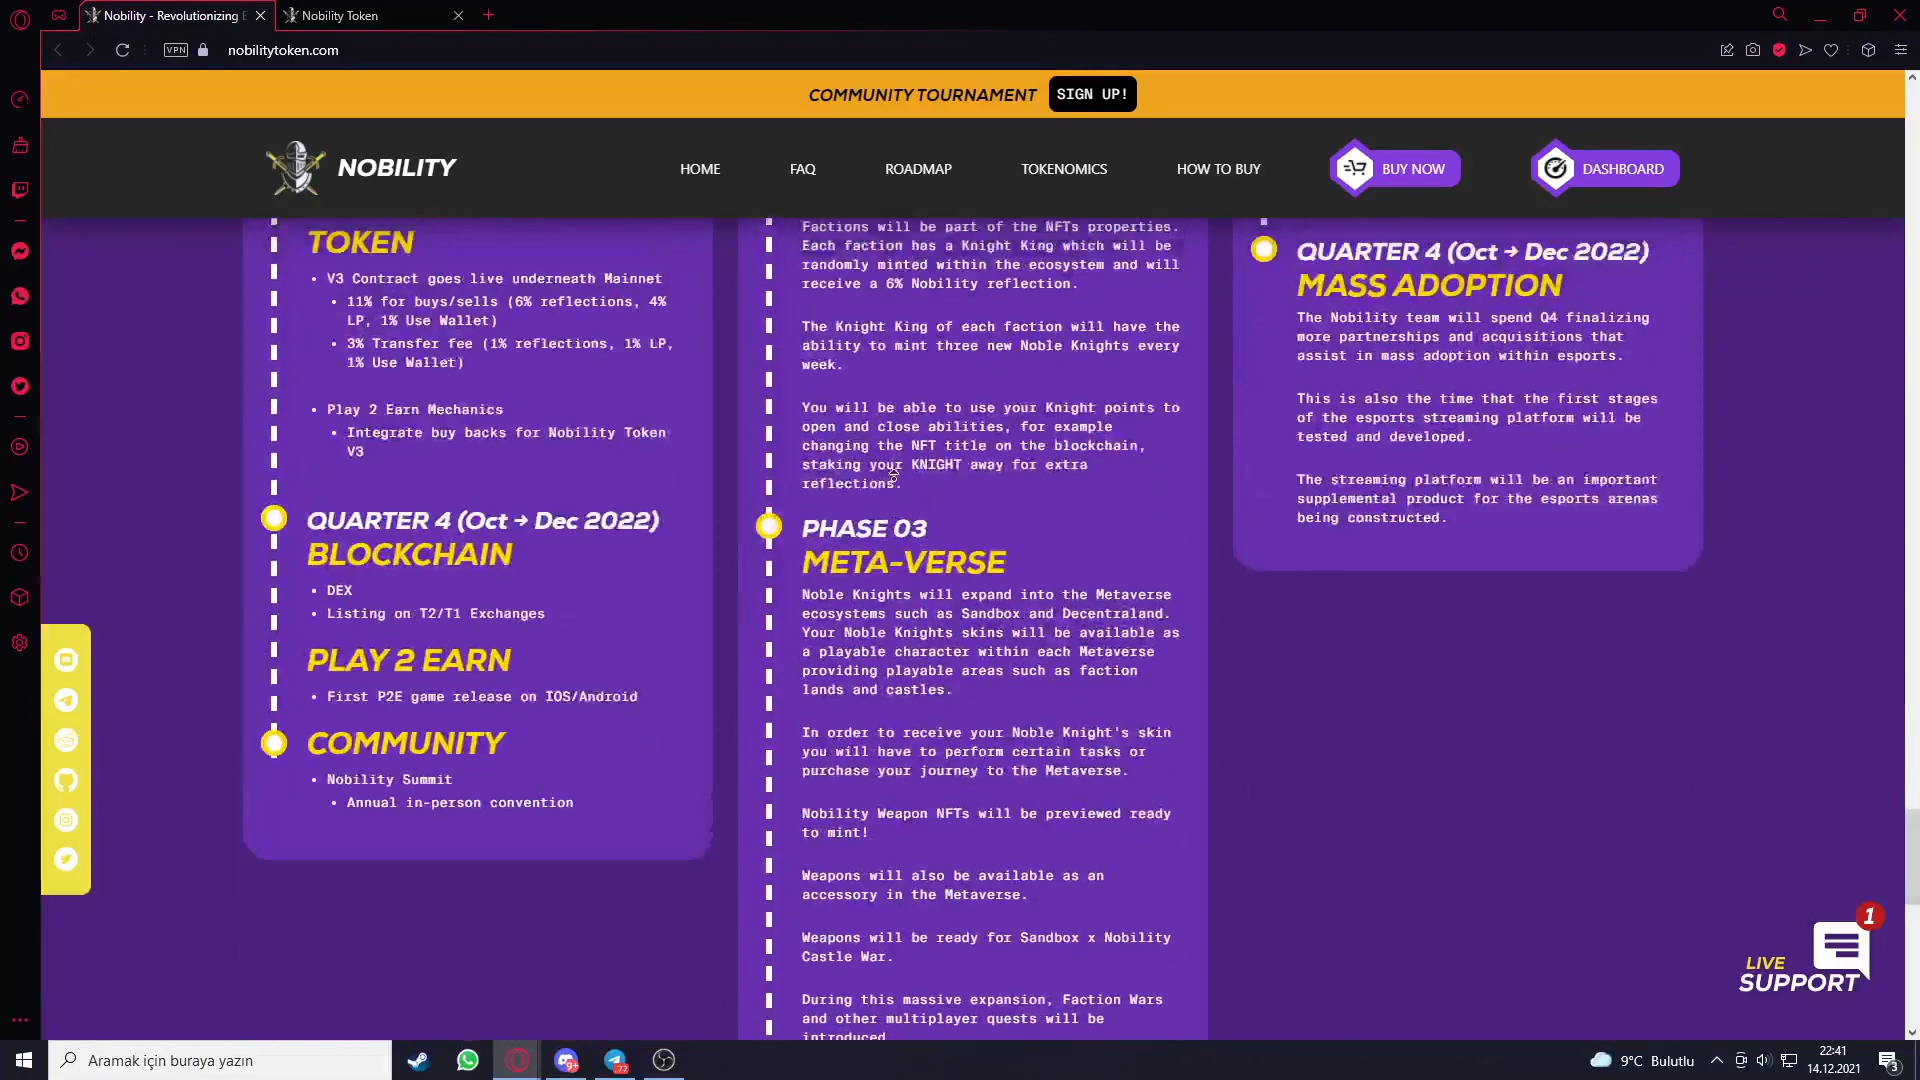 Nobility - Revolutionizing E
Nobility Token
VPN
nobilitytoken.com
COMMUNITY TOURNAMENT
SIGN UP!
NOBILITY
HOME
FAQ
ROADMAP
TOKENOMICS
HOW TO BUY
BUY NOW
DASHBOARD
TOKEN
• V3 Contract goes live underneath Mainnet
• 11% for buys/sells (6% reflections, 4%
LP, 1% Use Wallet)
• 3% Transfer fee (1% reflections, 1% LP,
1% Use Wallet)
• Play 2 Earn Mechanics
• Integrate buy backs for Nobility Token
V3
QUARTER 4 (Oct → Dec 2022)
BLOCKCHAIN
• DEX
• Listing on T2/T1 Exchanges
PLAY 2 EARN
• First P2E game release on IOS/Android
COMMUNITY
• Nobility Summit
• Annual in-person convention
Factions will be part of the NFTs properties.
Each faction has a Knight King which will be
randomly minted within the ecosystem and will
receive a 6% Nobility reflection.
The Knight King of each faction will have the
ability to mint three new Noble Knights every
week.
You will be able to use your Knight points to
open and close abilities, for example
changing the NFT title on the blockchain,
staking your KNIGHT away for extra
reflections.
PHASE 03
META-VERSE
Noble Knights will expand into the Metaverse
ecosystems such as Sandbox and Decentraland.
Your Noble Knights skins will be available as
a playable character within each Metaverse
providing playable areas such as faction
lands and castles.
In order to receive your Noble Knight's skin
you will have to perform certain tasks or
purchase your journey to the Metaverse.
Nobility Weapon NFTs will be previewed ready
to mint!
Weapons will also be available as an
accessory in the Metaverse.
Weapons will be ready for Sandbox x Nobility
Castle War.
During this massive expansion, Faction Wars
and other multiplayer quests will be
introduced
QUARTER 4 (Oct → Dec 2022)
MASS ADOPTION
The Nobility team will spend Q4 finalizing
more partnerships and acquisitions that
assist in mass adoption within esports.
This is also the time that the first stages
of the esports streaming platform will be
tested and developed.
The streaming platform will be an important
supplemental product for the esports arenas
being constructed.
1
LIVE
SUPPORT
Aramak için buraya yazın
9+
77
9°C Bulutlu
22:41
14.12.2021
3